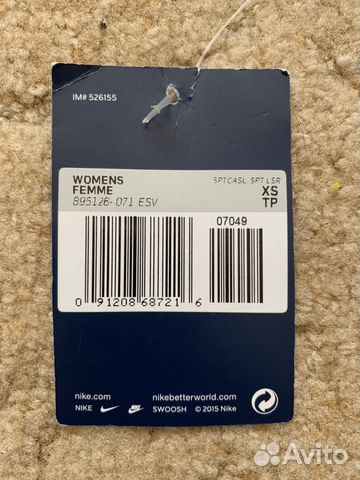 IM# 526155
WOMENS
FEMME
895126-071 ESV
SPTCASL SPT LSR
XS
TP
07049
0 91208 68721 6
nike.com
nikebetterworld.com
NIKE
SWOOSH © 2015 Nike
Avito